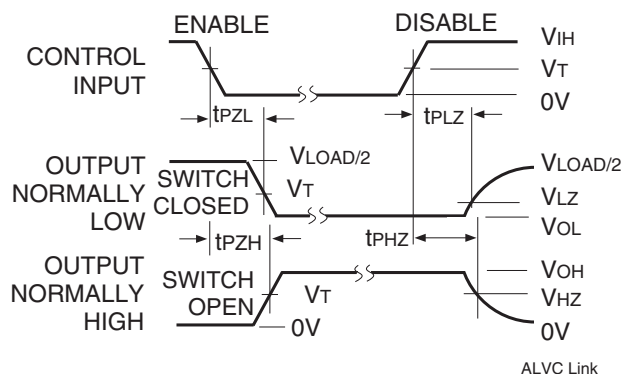 ENABLE
DISABLE
CONTROL
INPUT
VIH
VT
0V
tPZL
tPLZ
OUTPUT
NORMALLY
LOW
SWITCH
CLOSED
VLOAD/2
VT
VLOAD/2
VLZ
VOL
tPZH
tPHZ
OUTPUT
NORMALLY
HIGH
SWITCH
OPEN
VT
0V
VOH
VHZ
0V
ALVC Link